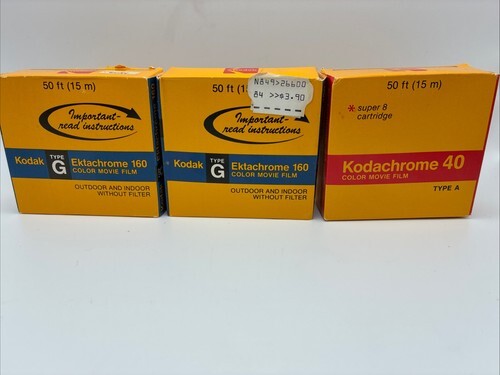 50 ft (15 m)
Important-
read instructions
Kodak TYPE G Ektachrome 160
COLOR MOVIE FILM
OUTDOOR AND INDOOR
WITHOUT FILTER
50 ft (1
N849>26600
84 >>$3.90
Important-
read instructions
Kodak TYPE G Ektachrome 160
COLOR MOVIE FILM
OUTDOOR AND INDOOR
WITHOUT FILTER
50 ft (15 m)
* super 8
cartridge
Kodachrome 40
COLOR MOVIE FILM
TYPE A